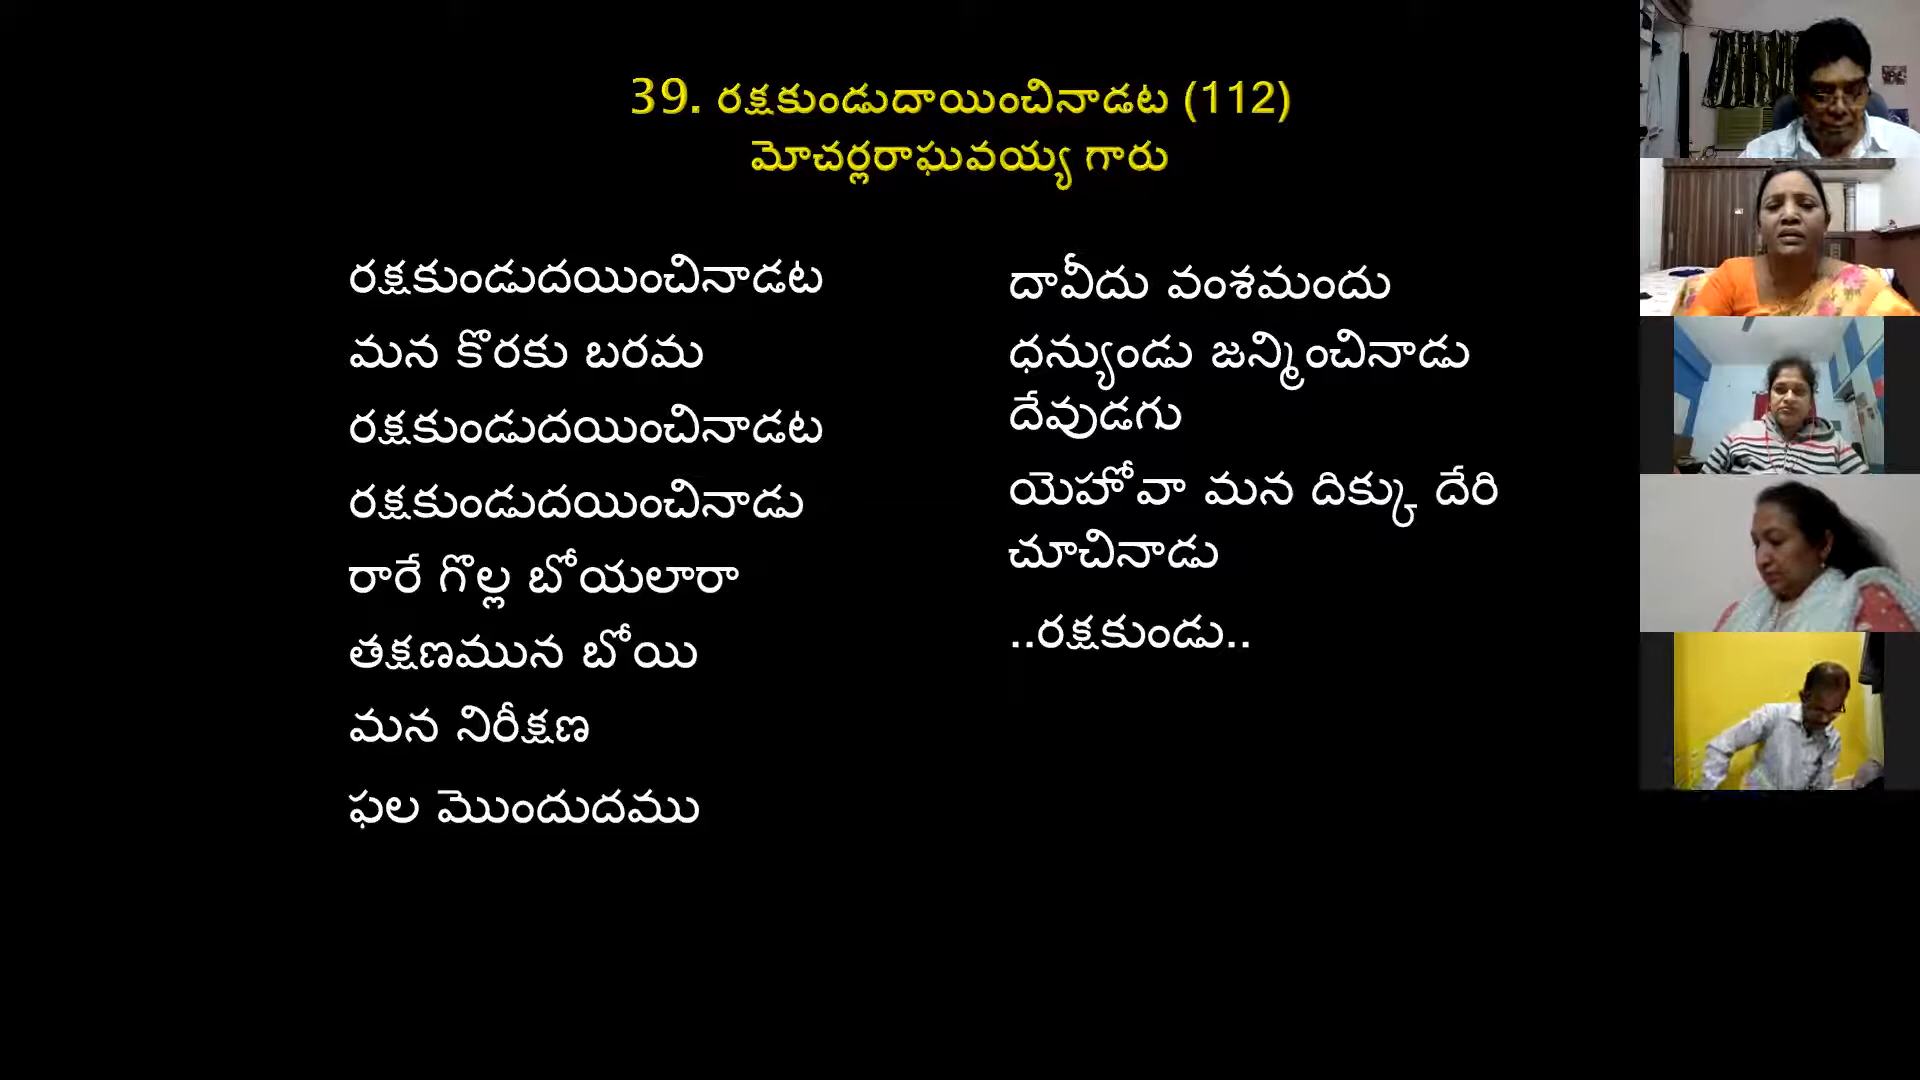 39. రక్షకుండుదాయించినాడట (112)
మోచర్లరాఘవయ్య గారు
రక్షకుండుదయించినాడట
మన కొరకు బరమ
రక్షకుండుదయించినాడట
రక్షకుండుదయించినాడు
రారే గొల్ల బోయలారా
తక్షణమున బోయి
మన నిరీక్షణ
ఫల మొందుదము
దావీదు వంశమందు
ధన్యుండు జన్మించినాడు
దేవుడగు
యెహోవా మన దిక్కు దేరి
చూచినాడు
..రక్షకుండు..